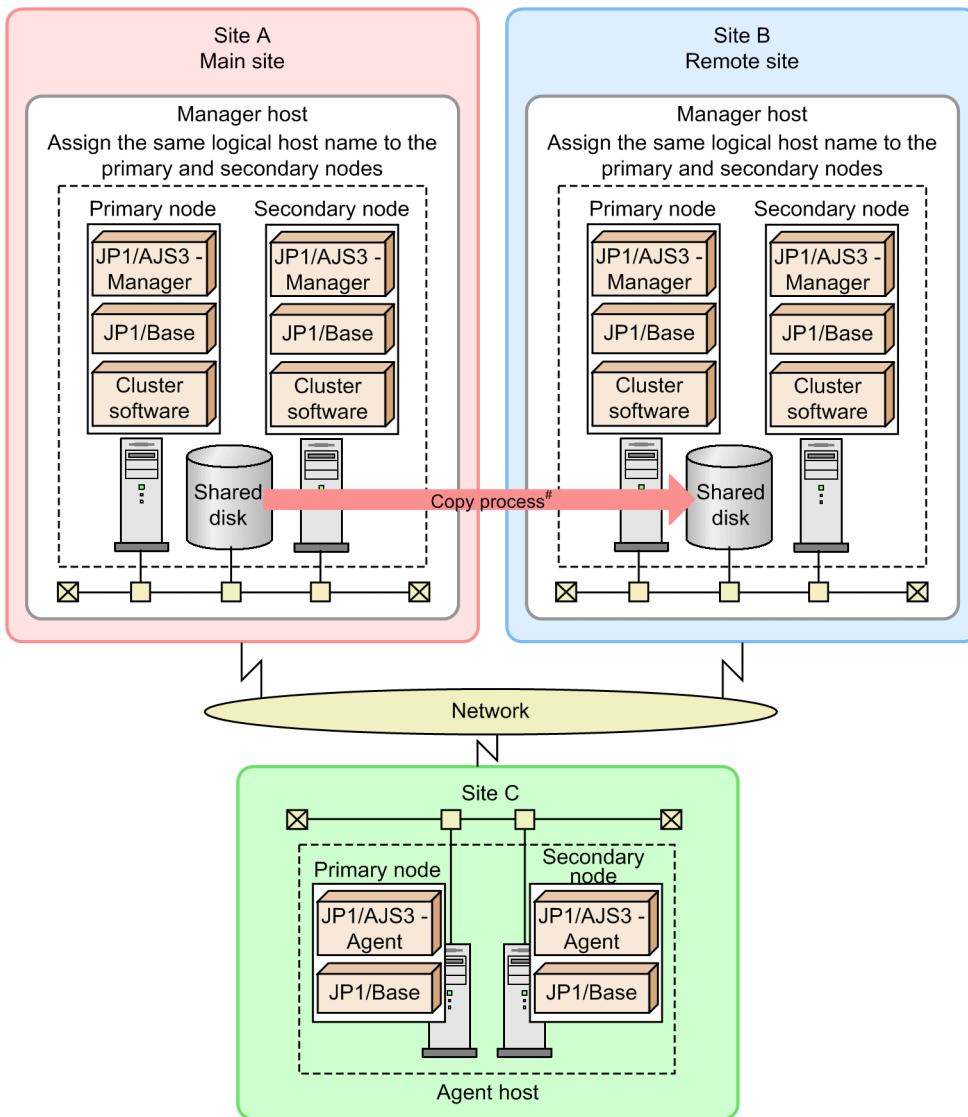 Site A
Main site
Manager host
Assign the same logical host name to the
primary and secondary nodes
Primary node
JP1/AJS3 -
Manager
JP1/Base
Cluster
software
Secondary node
JP1/AJS3 -
Manager
JP1/Base
Cluster
software
Shared
disk
Copy process#
Site B
Remote site
Manager host
Assign the same logical host name to the
primary and secondary nodes
Primary node
JP1/AJS3 -
Manager
JP1/Base
Cluster
software
Secondary node
JP1/AJS3 -
Manager
JP1/Base
Cluster
software
Shared
disk
Network
Site C
Primary node
JP1/AJS3 -
Agent
JP1/Base
Secondary
node
JP1/AJS3 -
Agent
JP1/Base
Agent host